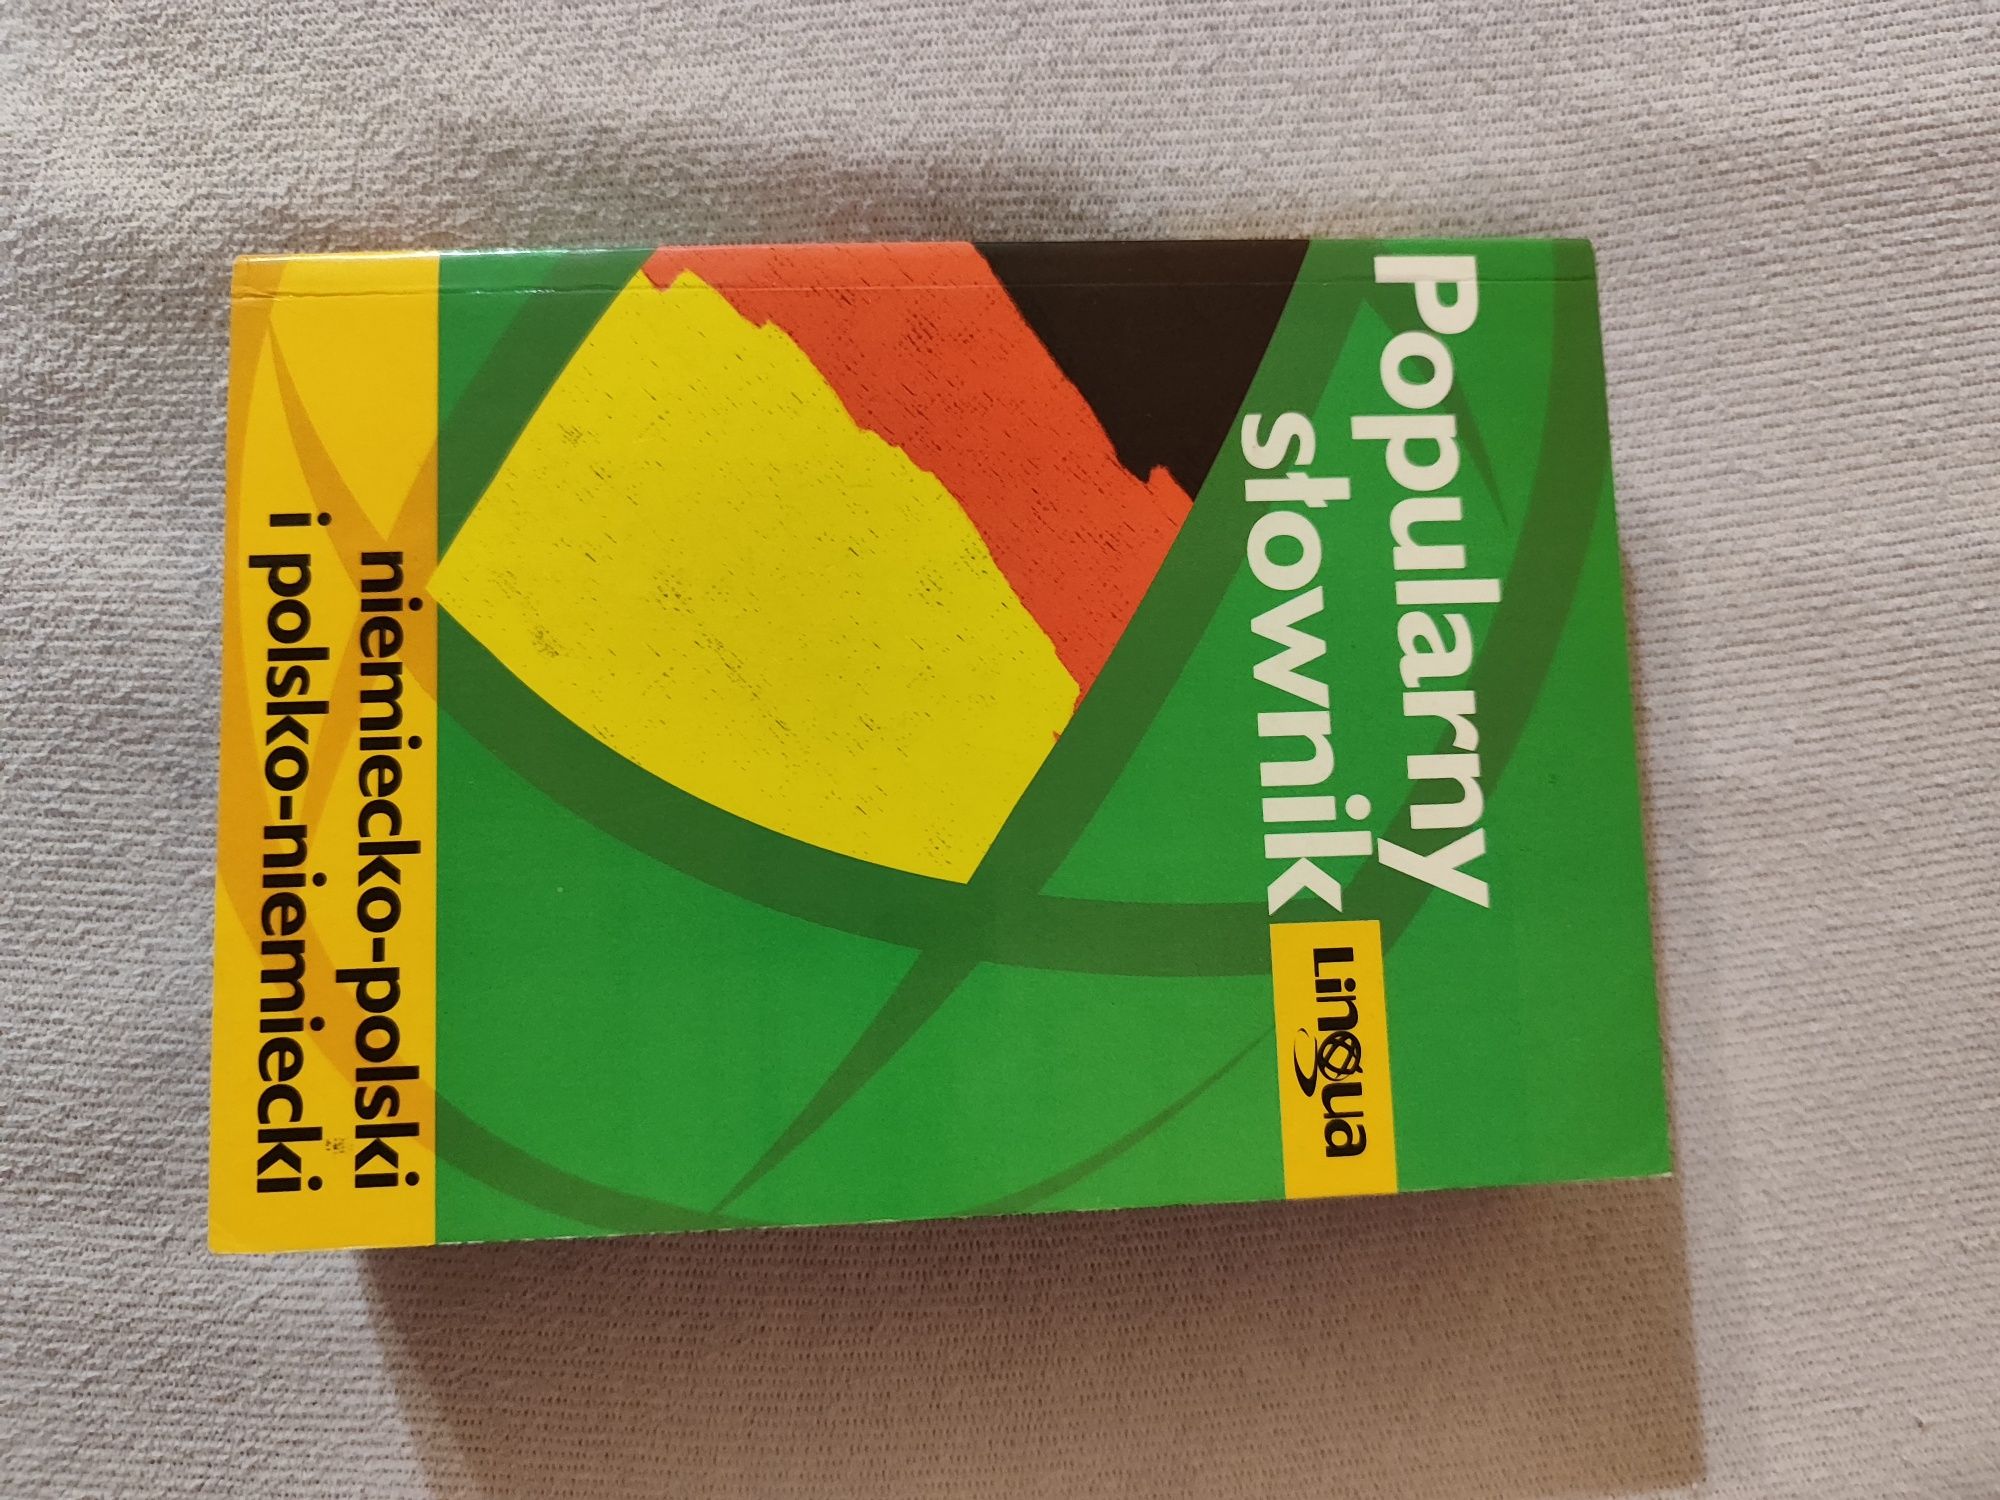 Popularny
słownik
Lingua
niemiecko-polski
i polsko-niemiecki